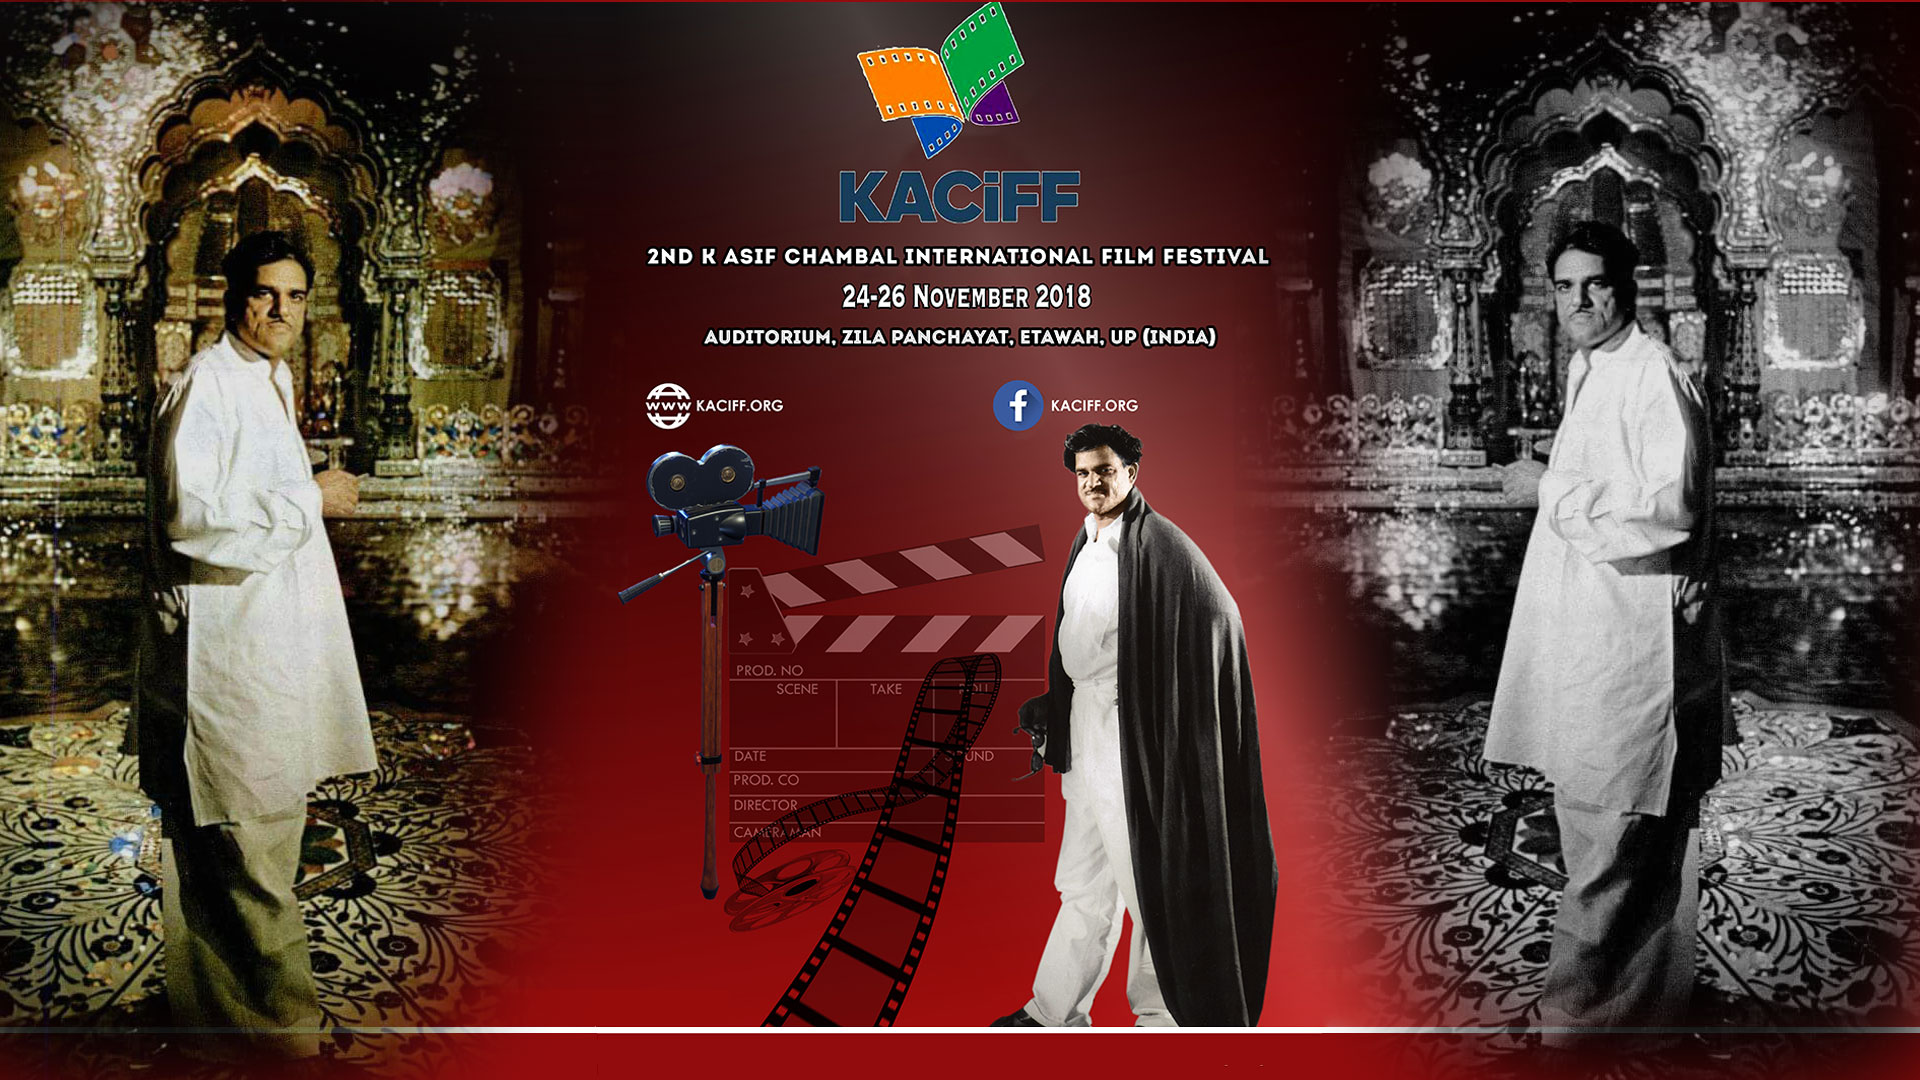 KACiFF
2ND K ASIF CHAMBAL INTERNATIONAL FILM FESTIVAL
24-26 NOVEMBER 2018
AUDITORIUM, ZILA PANCHAYAT, ETAWAH, UP (INDIA)
WWW KACIFF.ORG
f KACIFF.ORG
PROD. NO
SCENE TAKE
DATE
PROD. CO
DIRECTOR
CAMERAMAN